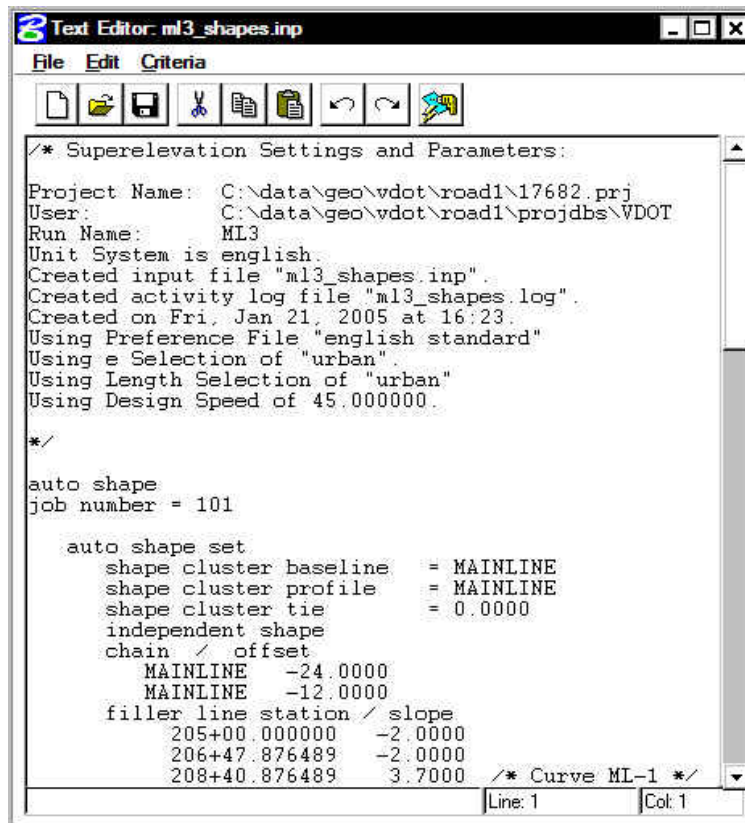 Text Editor: ml3_shapes.inp
File Edit Criteria
/* Superelevation Settings and Parameters:
Project Name: C:\data\geo\vdot\road1\17682.prj
User: C:\data\geo\vdot\road1\projdbs\VDOT
Run Name: ML3
Unit System is english.
Created input file "ml3_shapes.inp".
Created activity log file "ml3_shapes.log".
Created on Fri, Jan 21, 2005 at 16:23.
Using Preference File "english standard"
Using e Selection of "urban".
Using Length Selection of "urban"
Using Design Speed of 45.000000.
*/
auto shape
job number = 101
auto shape set
shape cluster baseline = MAINLINE
shape cluster profile = MAINLINE
shape cluster tie = 0.0000
independent shape
chain / offset
MAINLINE -24.0000
MAINLINE -12.0000
filler line station / slope
205+00.000000 -2.0000
206+47.876489 -2.0000
208+40.876489 3.7000 /* Curve ML-1 */
Line: 1 Col: 1